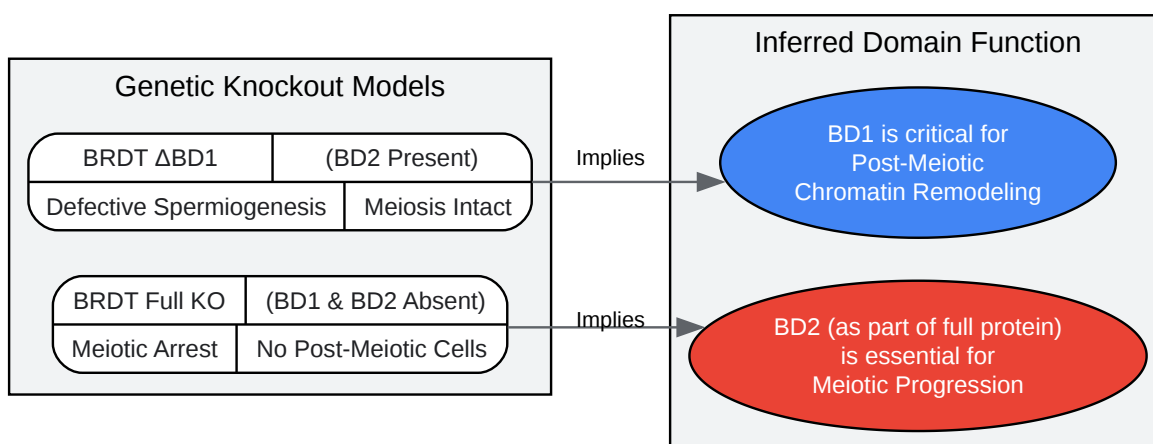 Inferred Domain Function
Genetic Knockout Models
BRDT ΔBD1
(BD2 Present)
Defective Spermiogenesis
Meiosis Intact
Implies
BD1 is critical for
Post-Meiotic
Chromatin Remodeling
BRDT Full KO
(BD1 & BD2 Absent)
Meiotic Arrest
No Post-Meiotic Cells
Implies
BD2 (as part of full protein)
is essential for
Meiotic Progression